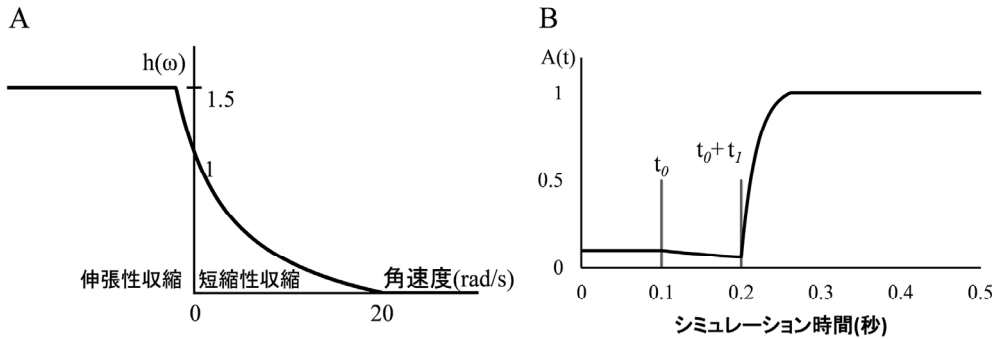 A
h(ω)
1.5
1
伸張性収縮
短縮性収縮
角速度(rad/s)
0
20
B
A(t)
1
0.5
0
t0
t0+ t1
0
0.1
0.2
0.3
0.4
0.5
シミュレーション時間(秒)